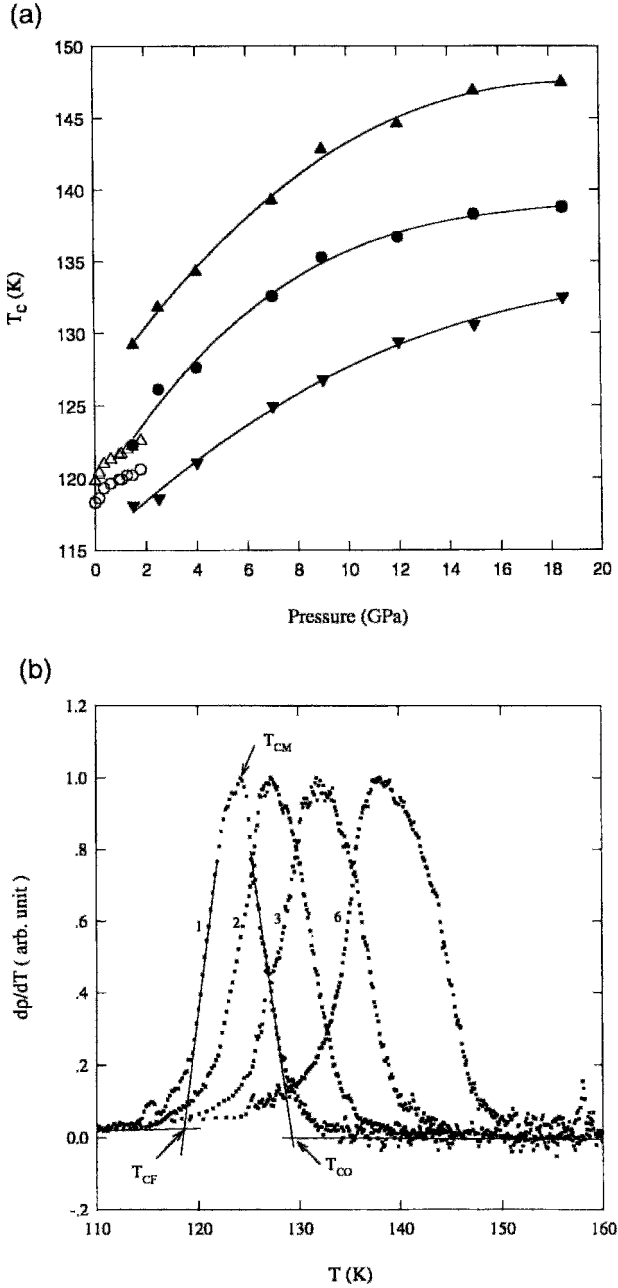 (a)
150
145
140
135
130
125
120
115
T_c (K)
0 2 4 6 8 10 12 14 16 18 20
Pressure (GPa)
(b)
1.2
1.0
.8
.6
.4
.2
0.0
-.2
dρ/dT ( arb. unit )
T_CM
1
2
3
6
T_CF
T_CO
110 120 130 140 150 160
T (K)